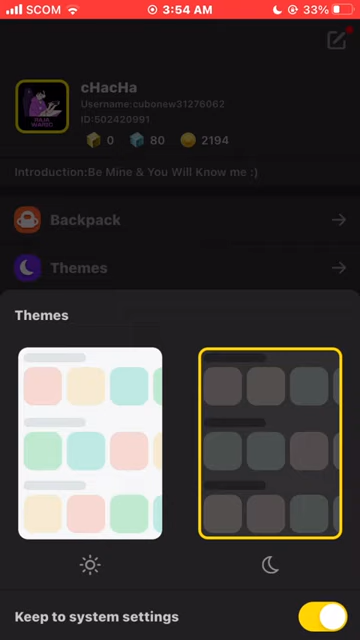 SCOM 3:54 AM 33%
cHacHa
Username:cubonew31276062
ID:502420991
0 80 2194
Introduction:Be Mine & You Will Know me :)
Backpack
Themes
Themes
Keep to system settings